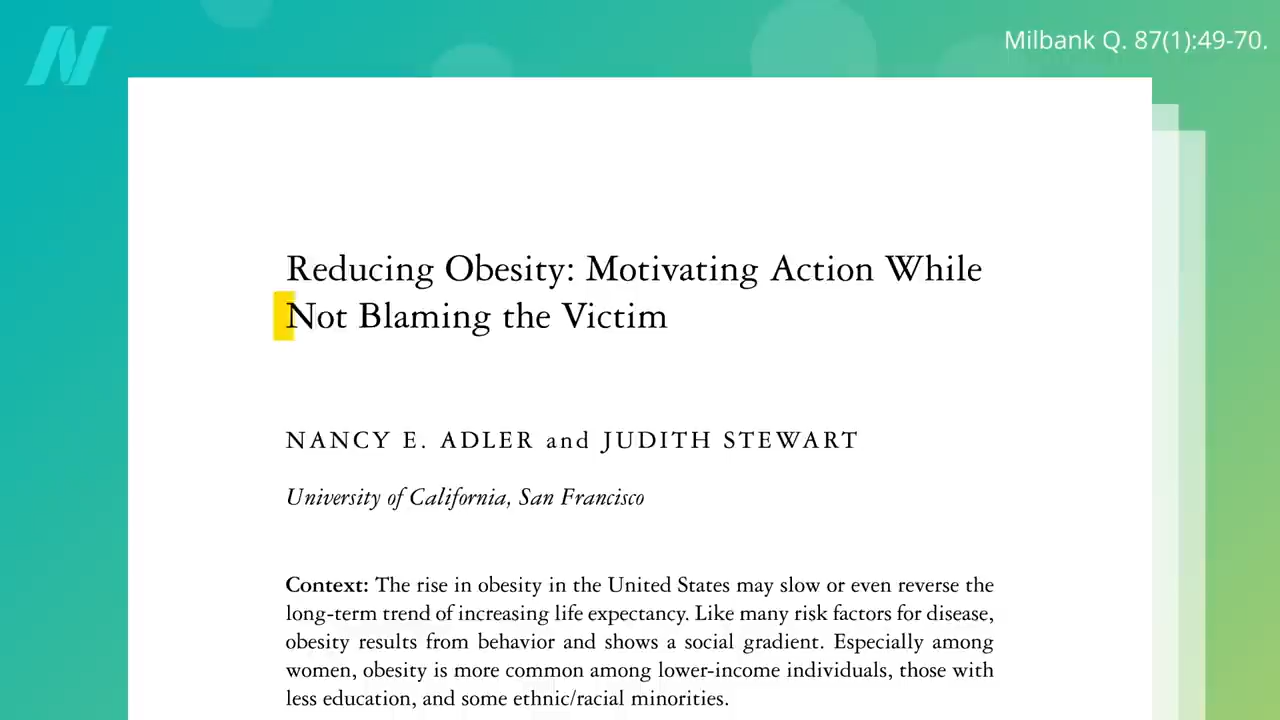 Milbank Q. 87(1):49-70.
Reducing Obesity: Motivating Action While
Not Blaming the Victim
NANCY E. ADLER and JUDITH STEWART
University of California, San Francisco
Context: The rise in obesity in the United States may slow or even reverse the
long-term trend of increasing life expectancy. Like many risk factors for disease,
obesity results from behavior and shows a social gradient. Especially among
women, obesity is more common among lower-income individuals, those with
less education, and some ethnic/racial minorities.